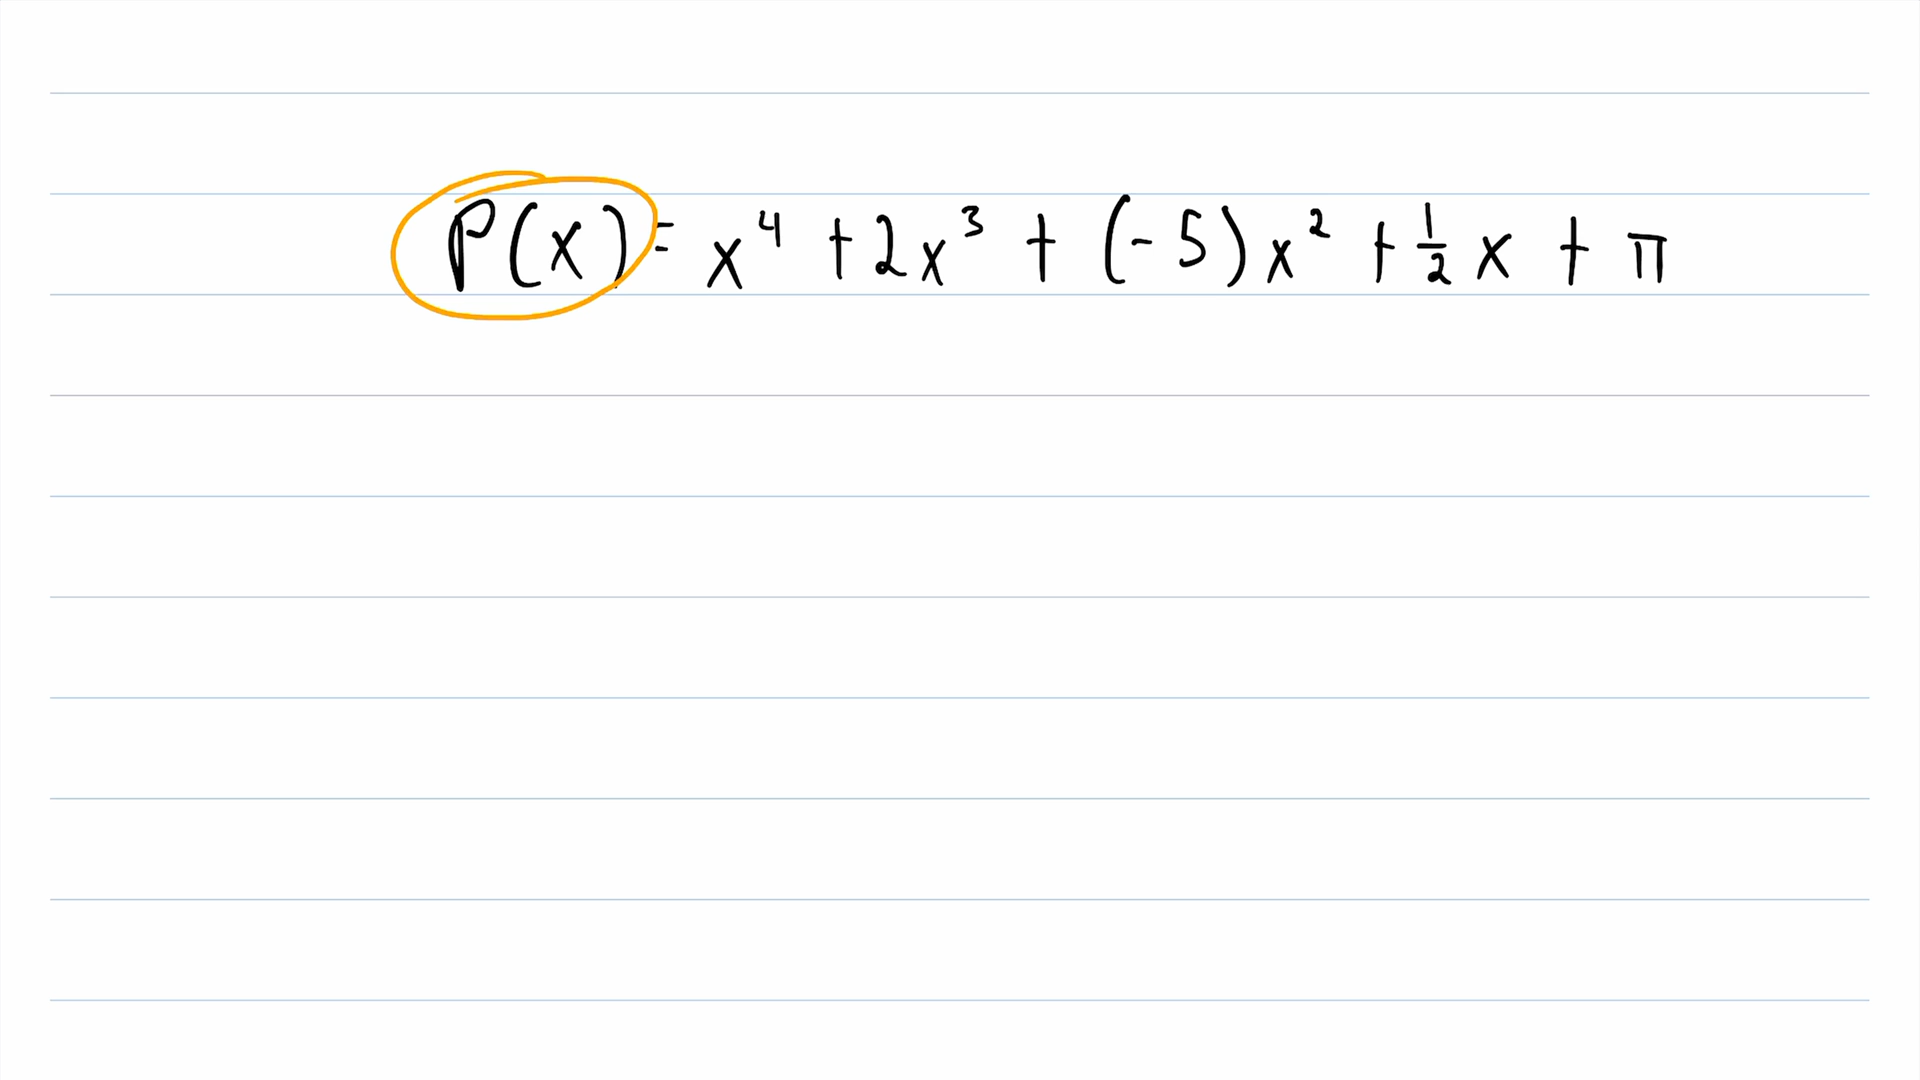 P(x) = x⁴ + 2x³ + (-5)x² + ½x + π